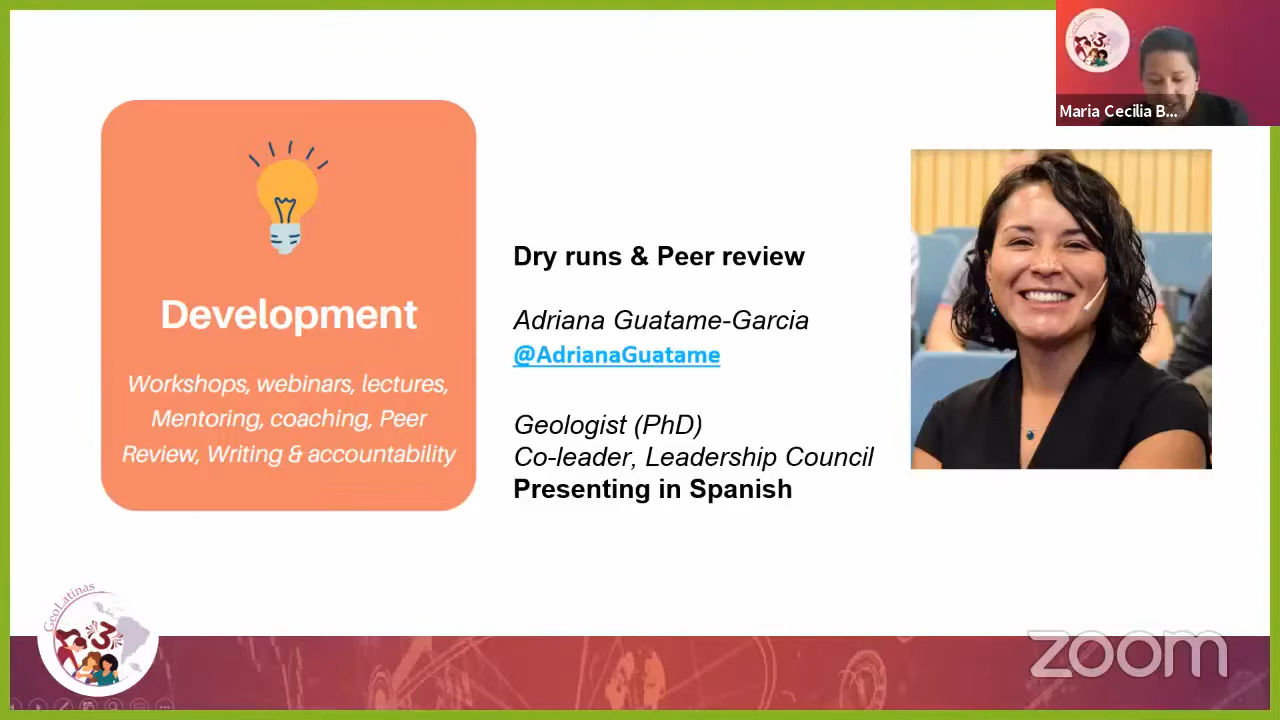 Maria Cecilia B...
Development
Workshops, webinars, lectures,
Mentoring, coaching, Peer
Review, Writing & accountability
Dry runs & Peer review
Adriana Guatame-Garcia
@AdrianaGuatame
Geologist (PhD)
Co-leader, Leadership Council
Presenting in Spanish
GeoLatinas
zoom